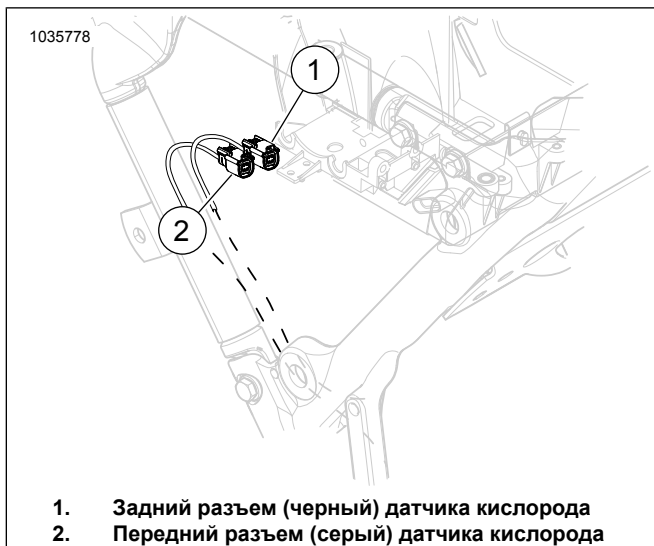 1035778
1
2
1. Задний разъем (черный) датчика кислорода
2. Передний разъем (серый) датчика кислорода